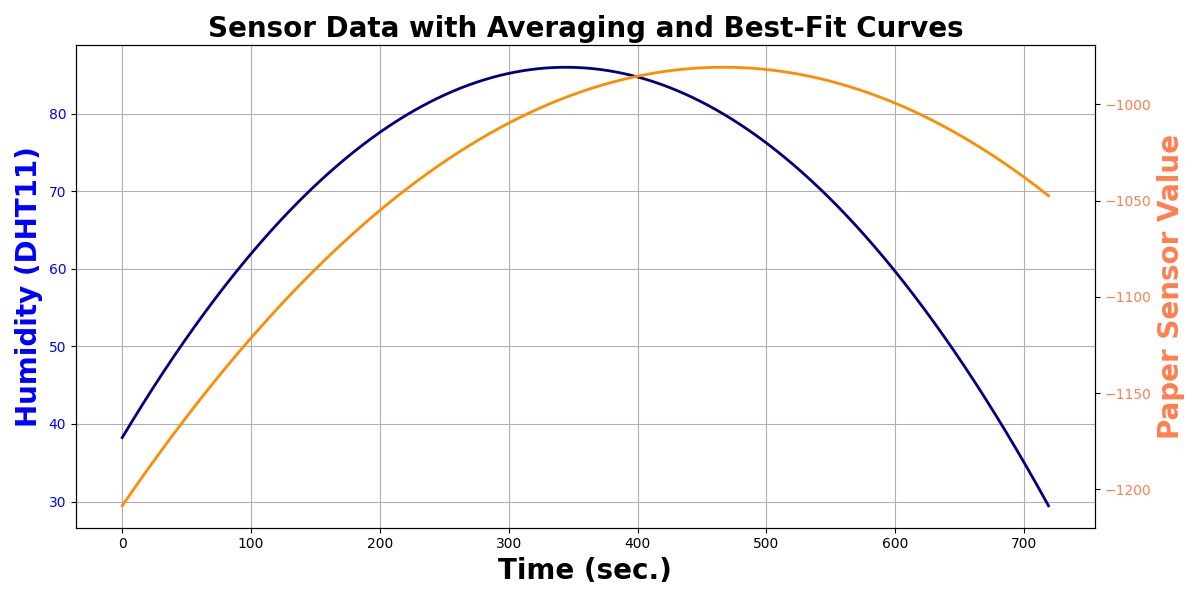 Sensor Data with Averaging and Best-Fit Curves
Humidity (DHT11)
80
70
60
50
40
30
−1000
−1050
−1100
−1150
−1200
Paper Sensor Value
0 100 200 300 400 500 600 700
Time (sec.)